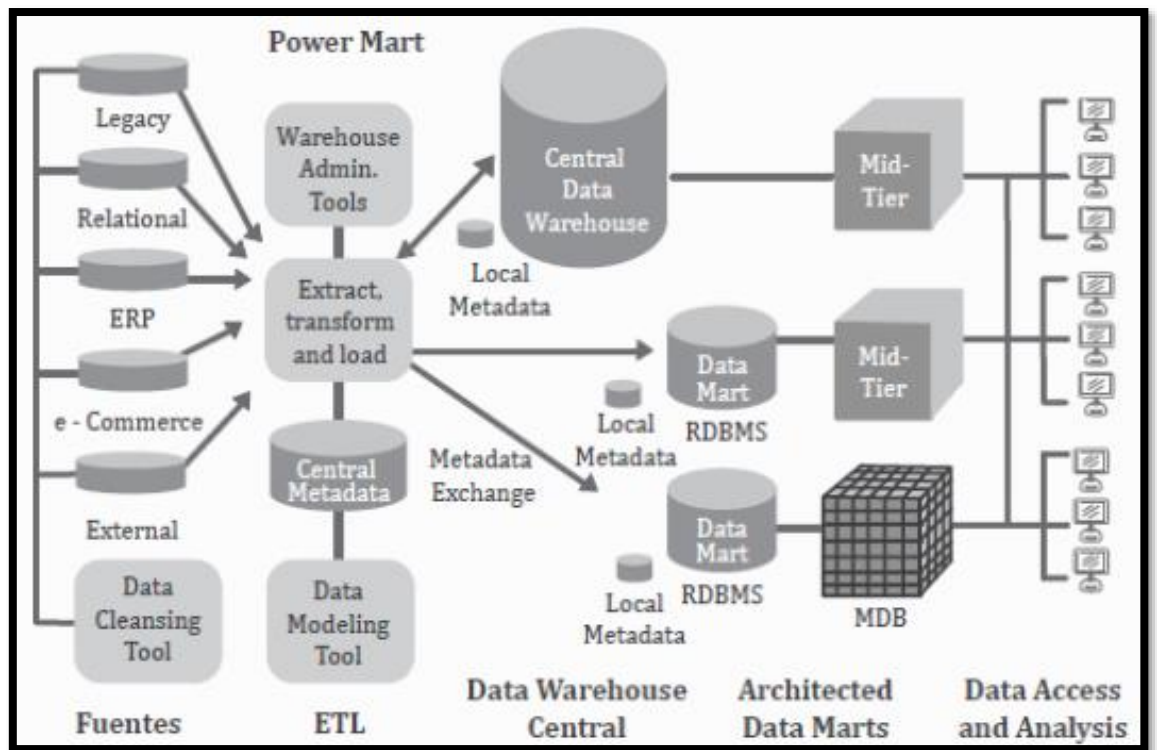 Power Mart
Legacy
Relational
ERP
e - Commerce
External
Data
Cleansing
Tool
Fuentes
Warehouse
Admin.
Tools
Extract,
transform
and load
Central
Metadata
Data
Modeling
Tool
ETL
Metadata
Exchange
Central
Data
Warehouse
Local
Metadata
Data
Mart
RDBMS
Local
Metadata
Data
Mart
RDBMS
Local
Metadata
Data Warehouse
Central
Mid-
Tier
Mid-
Tier
MDB
Architected
Data Marts
Data Access
and Analysis